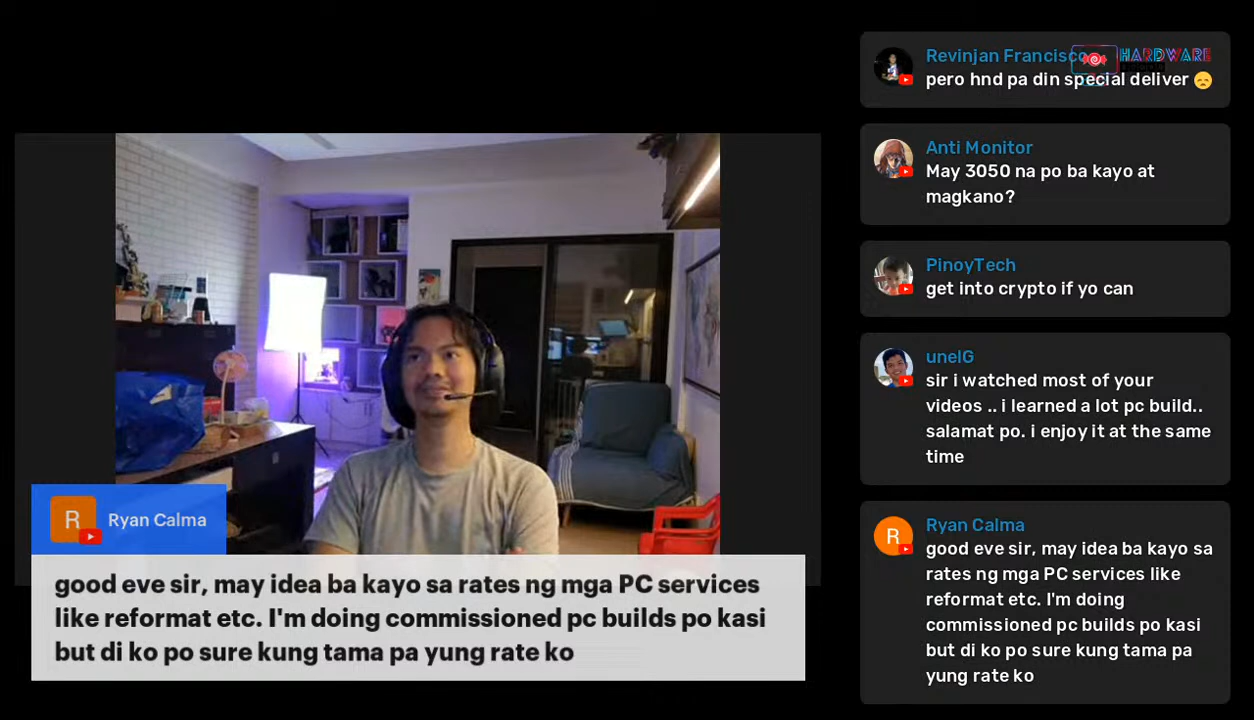 Revinjan Francisco
HARDWARE
pero hnd pa din special deliver 😞
Anti Monitor
May 3050 na po ba kayo at
magkano?
PinoyTech
get into crypto if yo can
unelG
sir i watched most of your
videos .. i learned a lot pc build..
salamat po. i enjoy it at the same
time
R
Ryan Calma
good eve sir, may idea ba kayo sa
rates ng mga PC services like
reformat etc. I'm doing
commissioned pc builds po kasi
but di ko po sure kung tama pa
yung rate ko
R
Ryan Calma
good eve sir, may idea ba kayo sa rates ng mga PC services
like reformat etc. I'm doing commissioned pc builds po kasi
but di ko po sure kung tama pa yung rate ko